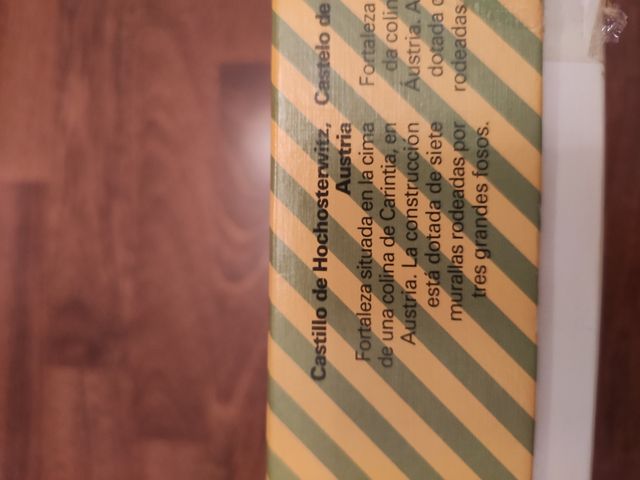 Castillo de Hochosterwitz,
Austria
Fortaleza situada en la cima
de una colina de Carintia, en
Austria. La construcción
está dotada de siete
murallas rodeadas por
tres grandes fosos.
Castelo de
Fortaleza
da colin
Áustria. A
dotada d
rodeadas